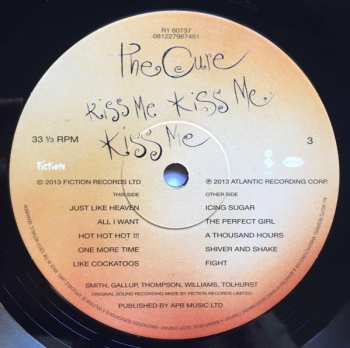 R1 60737
081227967451
The Cure
Kiss Me Kiss Me
Kiss Me
33 ⅓ RPM
3
Fiction
℗ 2013 FICTION RECORDS LTD
℗ 2013 ATLANTIC RECORDING CORP.
THIS SIDE
OTHER SIDE
JUST LIKE HEAVEN
ICING SUGAR
ALL I WANT
THE PERFECT GIRL
HOT HOT HOT !!!
A THOUSAND HOURS
ONE MORE TIME
SHIVER AND SHAKE
LIKE COCKATOOS
FIGHT
SMITH, GALLUP, THOMPSON, WILLIAMS, TOLHURST
ORIGINAL SOUND RECORDING MADE BY FICTION RECORDS LIMITED.
PUBLISHED BY APB MUSIC LTD